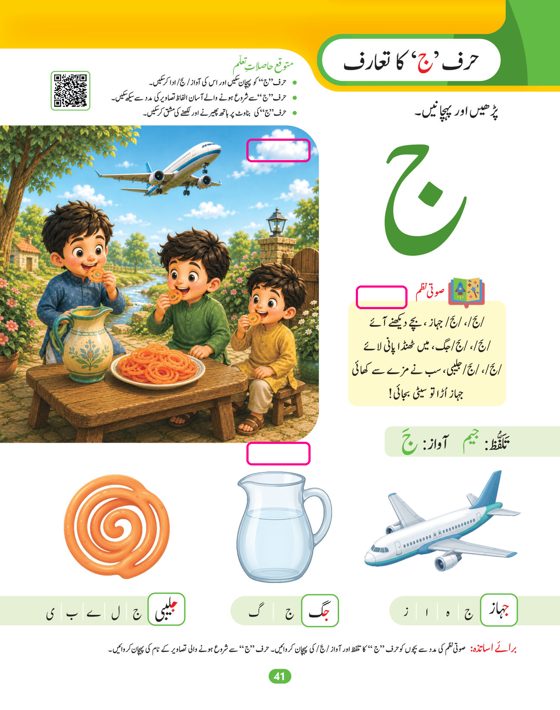 حرف ’ج‘ کا تعارف
متوقع حاصلاتِ تعلّم
حرف ”ج“ کو پہچان سکیں اور اس کی آواز /ج/ ادا کر سکیں۔
حرف ”ج“ سے شروع ہونے والے آسان الفاظ تصاویر کی مدد سے سیکھ سکیں۔
حرف ”ج“ کی بناوٹ پر ہاتھ پھیرنے اور لکھنے کی مشق کر سکیں۔
پڑھیں اور پہچانیں۔
ج
صوتی نظم
/ج/، /ج/ جہاز، بچے دیکھنے آئے
/ج/، /ج/ جگ، میں ٹھنڈا پانی لائے
/ج/، /ج/ جلیبی، سب نے مزے سے کھائی
جہاز اُڑا تو سیٹی بجائی!
تَلَفُّظ: جیم آواز: جَ
جہاز ج ہ ا ز
جگ ج گ
جلیبی ج ل ے ب ی
برائے اساتذہ: صوتی نظم کی مدد سے بچوں کو حرف ”ج“ کا تلفظ اور آواز /ج/ کی پہچان کروائیں۔ حرف ”ج“ سے شروع ہونے والی تصاویر کے نام کی پہچان کروائیں۔
41